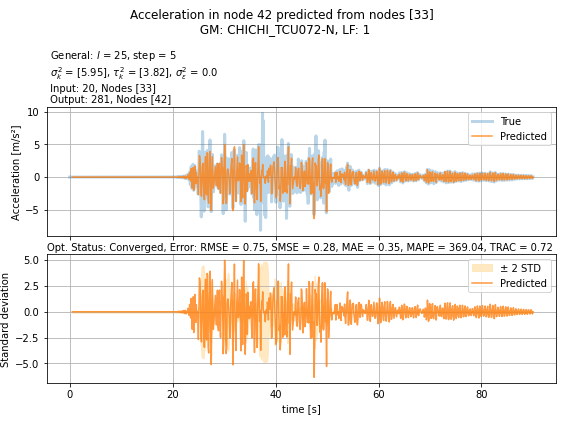 Acceleration in node 42 predicted from nodes [33]
GM: CHICHI_TCU072-N, LF: 1
General: l = 25, step = 5
σ²ₖ = [5.95], τ²ₖ = [3.82], σ²ε = 0.0
Input: 20, Nodes [33]
Output: 281, Nodes [42]
10
5
0
−5
Acceleration [m/s²]
True
Predicted
Opt. Status: Converged, Error: RMSE = 0.75, SMSE = 0.28, MAE = 0.35, MAPE = 369.04, TRAC = 0.72
5.0
2.5
0.0
−2.5
−5.0
Standard deviation
± 2 STD
Predicted
0 20 40 60 80
time [s]